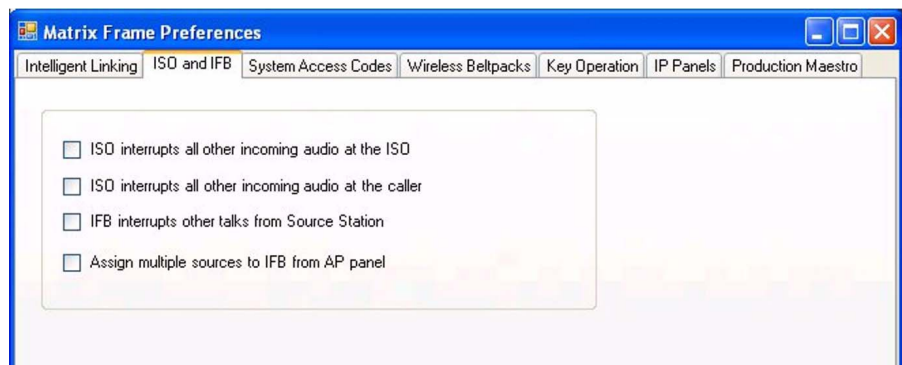 Matrix Frame Preferences
Intelligent Linking ISO and IFB System Access Codes Wireless Beltpacks Key Operation IP Panels Production Maestro
ISO interrupts all other incoming audio at the ISO
ISO interrupts all other incoming audio at the caller
IFB interrupts other talks from Source Station
Assign multiple sources to IFB from AP panel